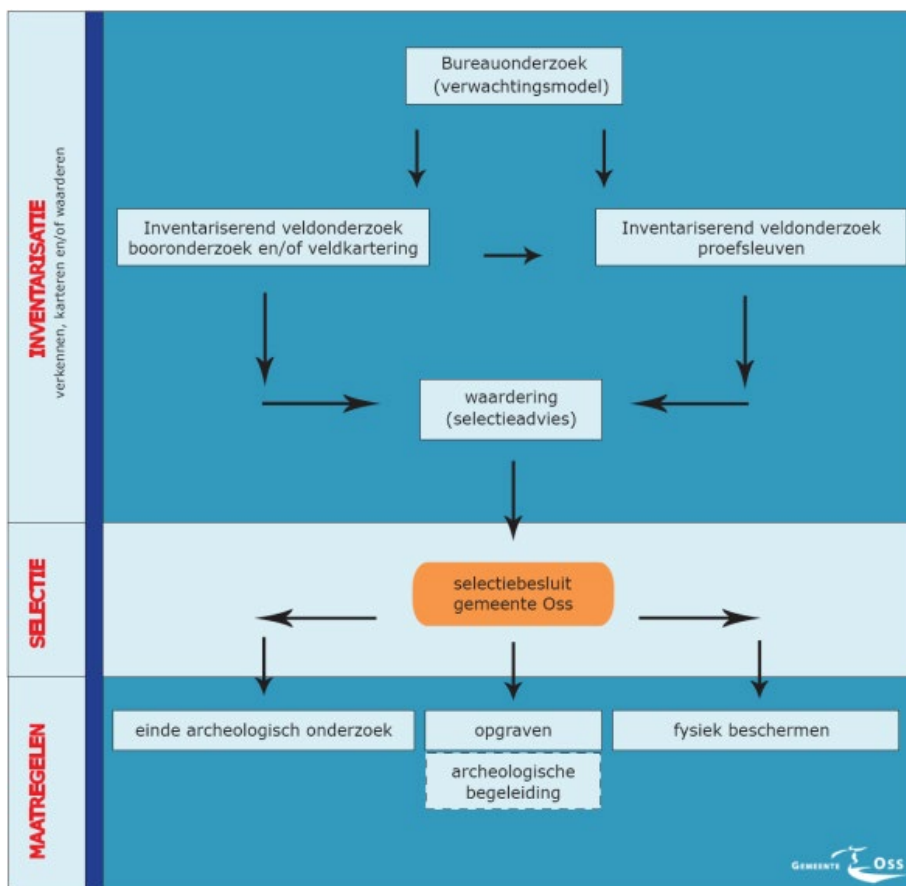 INVENTARISATIE
verkennen, karteren en/of waarderen
Bureauonderzoek
(verwachtingsmodel)
Inventariserend veldonderzoek
booronderzoek en/of veldkartering
Inventariserend veldonderzoek
proefsleuven
waardering
(selectieadvies)
SELECTIE
selectiebesluit
gemeente Oss
MAATREGELEN
einde archeologisch onderzoek
opgraven
fysiek beschermen
archeologische
begeleiding
GEMEENTE OSS